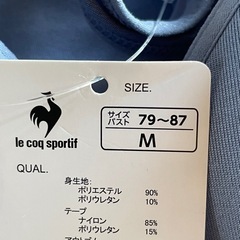 SIZE.
le coq sportif
サイズ
バスト 79~87
M
QUAL.
身生地:
ポリエステル 90%
ポリウレタン 10%
テープ
ナイロン 85%
ポリウレタン 15%